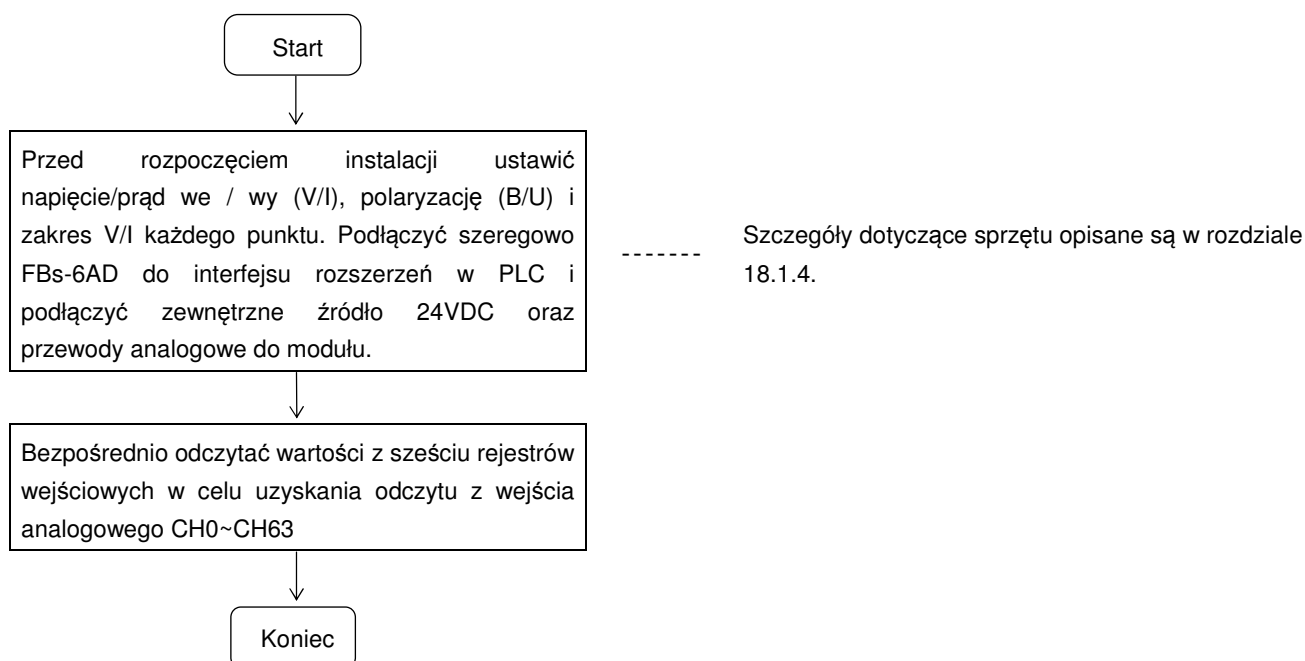 Start
Przed rozpoczęciem instalacji ustawić
napięcie/prąd we / wy (V/I), polaryzację (B/U) i
zakres V/I każdego punktu. Podłączyć szeregowo
FBs-6AD do interfejsu rozszerzeń w PLC i
podłączyć zewnętrzne źródło 24VDC oraz
przewody analogowe do modułu.
Szczegóły dotyczące sprzętu opisane są w rozdziale
18.1.4.
Bezpośrednio odczytać wartości z sześciu rejestrów
wejściowych w celu uzyskania odczytu z wejścia
analogowego CH0~CH63
Koniec